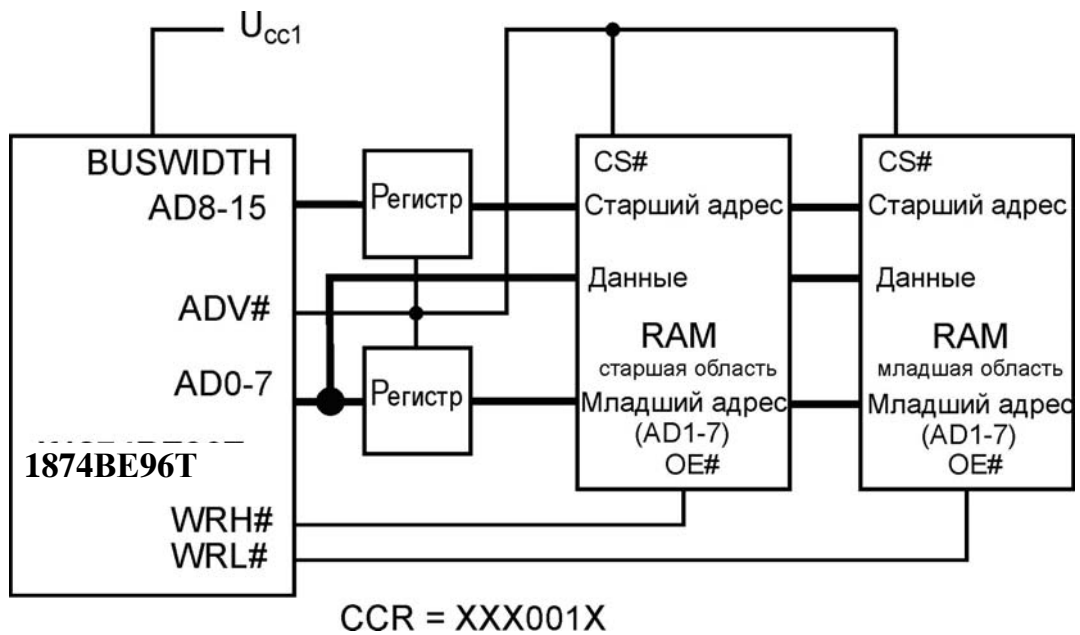 Ucc1
BUSWIDTH
AD8-15
ADV#
AD0-7
1874ВЕ96Т
WRH#
WRL#
Регистр
Регистр
CS#
Старший адрес
Данные
RAM
старшая область
Младший адрес
(AD1-7)
OE#
CS#
Старший адрес
Данные
RAM
младшая область
Младший адрес
(AD1-7)
OE#
CCR = XXX001X